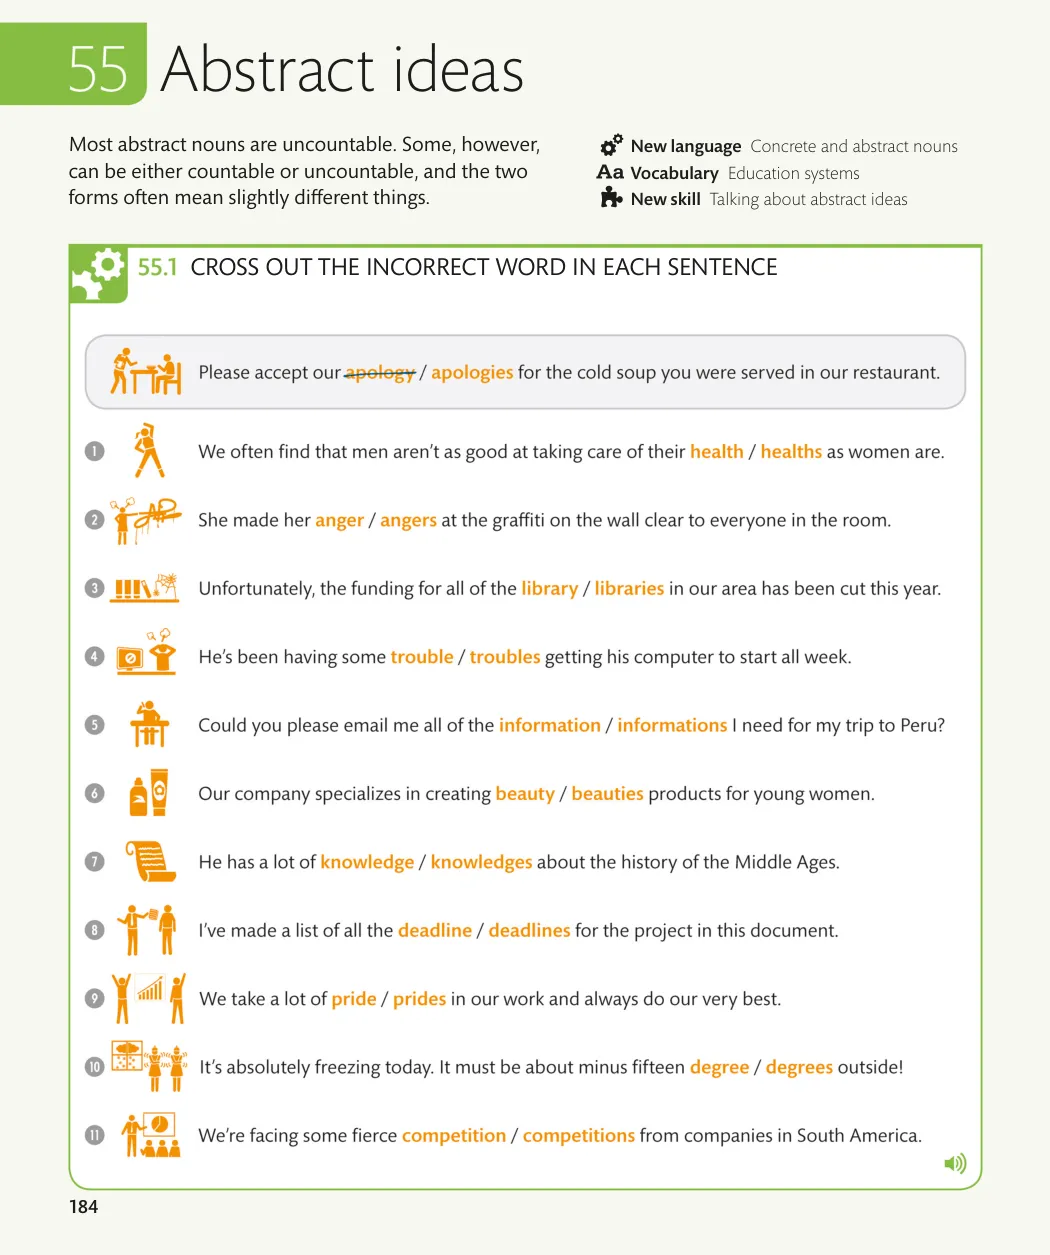 55 Abstract ideas
Most abstract nouns are uncountable. Some, however,
can be either countable or uncountable, and the two
forms often mean slightly different things.
New language Concrete and abstract nouns
Aa Vocabulary Education systems
New skill Talking about abstract ideas
55.1 CROSS OUT THE INCORRECT WORD IN EACH SENTENCE
Please accept our apology / apologies for the cold soup you were served in our restaurant.
1 We often find that men aren’t as good at taking care of their health / healths as women are.
2 She made her anger / angers at the graffiti on the wall clear to everyone in the room.
3 Unfortunately, the funding for all of the library / libraries in our area has been cut this year.
4 He’s been having some trouble / troubles getting his computer to start all week.
5 Could you please email me all of the information / informations I need for my trip to Peru?
6 Our company specializes in creating beauty / beauties products for young women.
7 He has a lot of knowledge / knowledges about the history of the Middle Ages.
8 I’ve made a list of all the deadline / deadlines for the project in this document.
9 We take a lot of pride / prides in our work and always do our very best.
10 It’s absolutely freezing today. It must be about minus fifteen degree / degrees outside!
11 We’re facing some fierce competition / competitions from companies in South America.
184